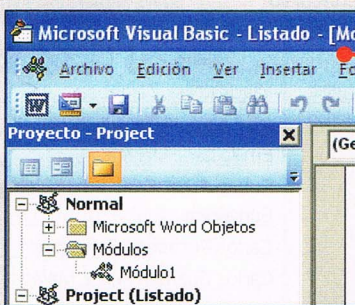 Microsoft Visual Basic - Listado - [Mo
Archivo Edición Ver Insertar Fo
Proyecto - Project
(Ge
Normal
Microsoft Word Objetos
Módulos
Módulo1
Project (Listado)